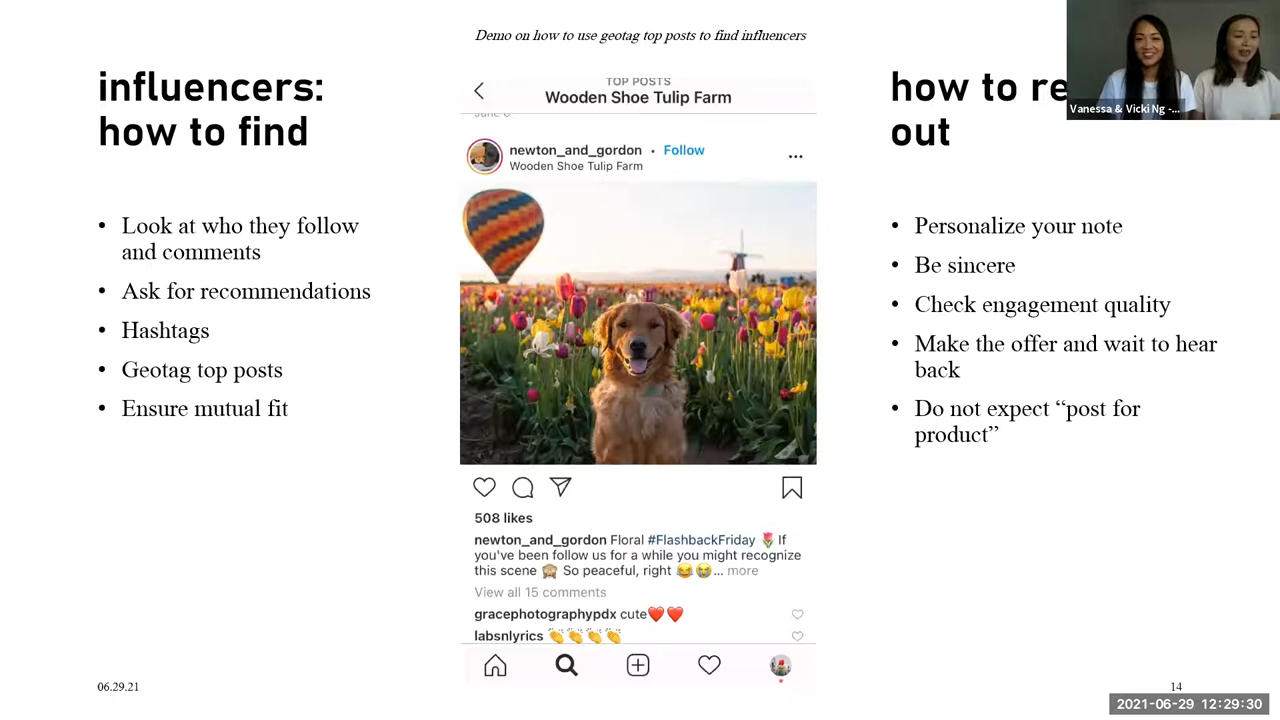 Demo on how to use geotag top posts to find influencers
influencers:
how to find
• Look at who they follow
and comments
• Ask for recommendations
• Hashtags
• Geotag top posts
• Ensure mutual fit
TOP POSTS
Wooden Shoe Tulip Farm
newton_and_gordon • Follow
Wooden Shoe Tulip Farm
508 likes
newton_and_gordon Floral #FlashbackFriday 🌷 If
you've been follow us for a while you might recognize
this scene 🙈 So peaceful, right 😂😭... more
View all 15 comments
gracephotographypdx cute❤️❤️
labsnlyrics 👏👏👏👏
how to re
out
• Personalize your note
• Be sincere
• Check engagement quality
• Make the offer and wait to hear
back
• Do not expect “post for
product”
Vanessa & Vicki Ng -...
06.29.21
14
2021-06-29 12:29:30